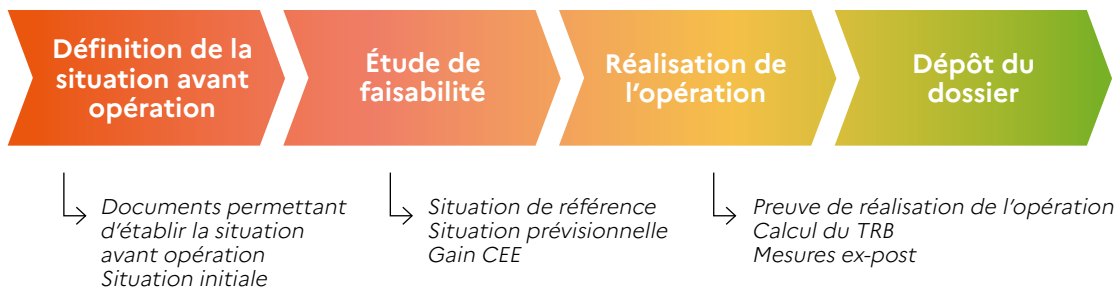 Définition de la
situation avant
opération
Étude de
faisabilité
Réalisation de
l’opération
Dépôt du
dossier
Documents permettant
d’établir la situation
avant opération
Situation initiale
Situation de référence
Situation prévisionnelle
Gain CEE
Preuve de réalisation de l’opération
Calcul du TRB
Mesures ex-post